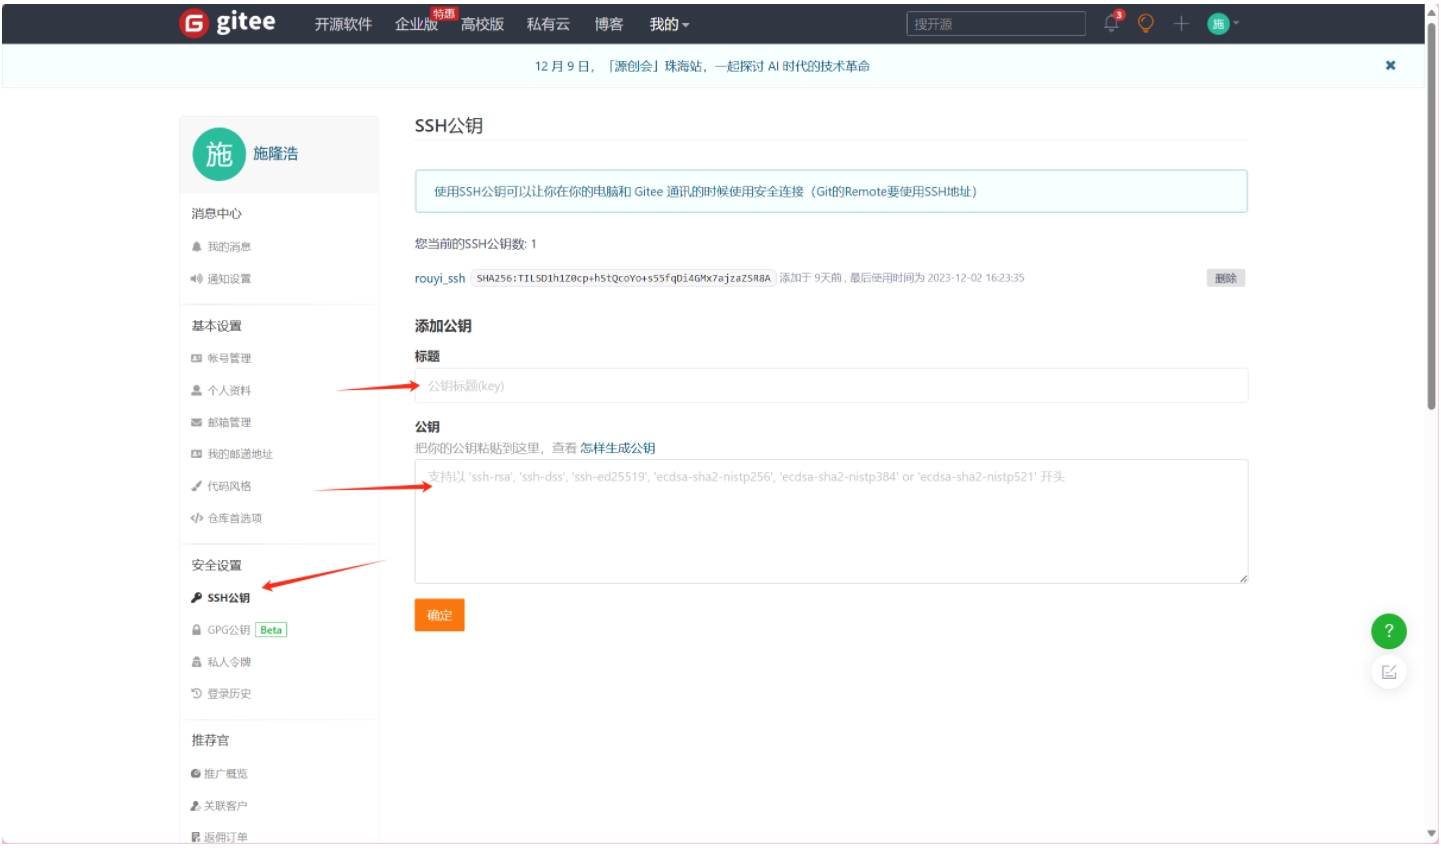 gitee 开源软件 企业版 特惠 高校版 私有云 博客 我的 搜开源 3 施
12 月 9 日，「源创会」珠海站，一起探讨 AI 时代的技术革命
施 施隆浩
消息中心
我的消息
通知设置
基本设置
帐号管理
个人资料
邮箱管理
我的邮递地址
代码风格
仓库首选项
安全设置
SSH公钥
GPG公钥 Beta
私人令牌
登录历史
推荐官
推广概览
关联客户
返佣订单
SSH公钥
使用SSH公钥可以让你在你的电脑和 Gitee 通讯的时候使用安全连接（Git的Remote要使用SSH地址）
您当前的SSH公钥数: 1
rouyi_ssh SHA256:TILSD1h1Z0cp+hStQcoYo+s55fqDi4GMx7ajzaZSR8A 添加于 9天前 , 最后使用时间为 2023-12-02 16:23:35 删除
添加公钥
标题
公钥标题(key)
公钥
把你的公钥粘贴到这里，查看 怎样生成公钥
支持以 'ssh-rsa', 'ssh-dss', 'ssh-ed25519', 'ecdsa-sha2-nistp256', 'ecdsa-sha2-nistp384' or 'ecdsa-sha2-nistp521' 开头
确定
?